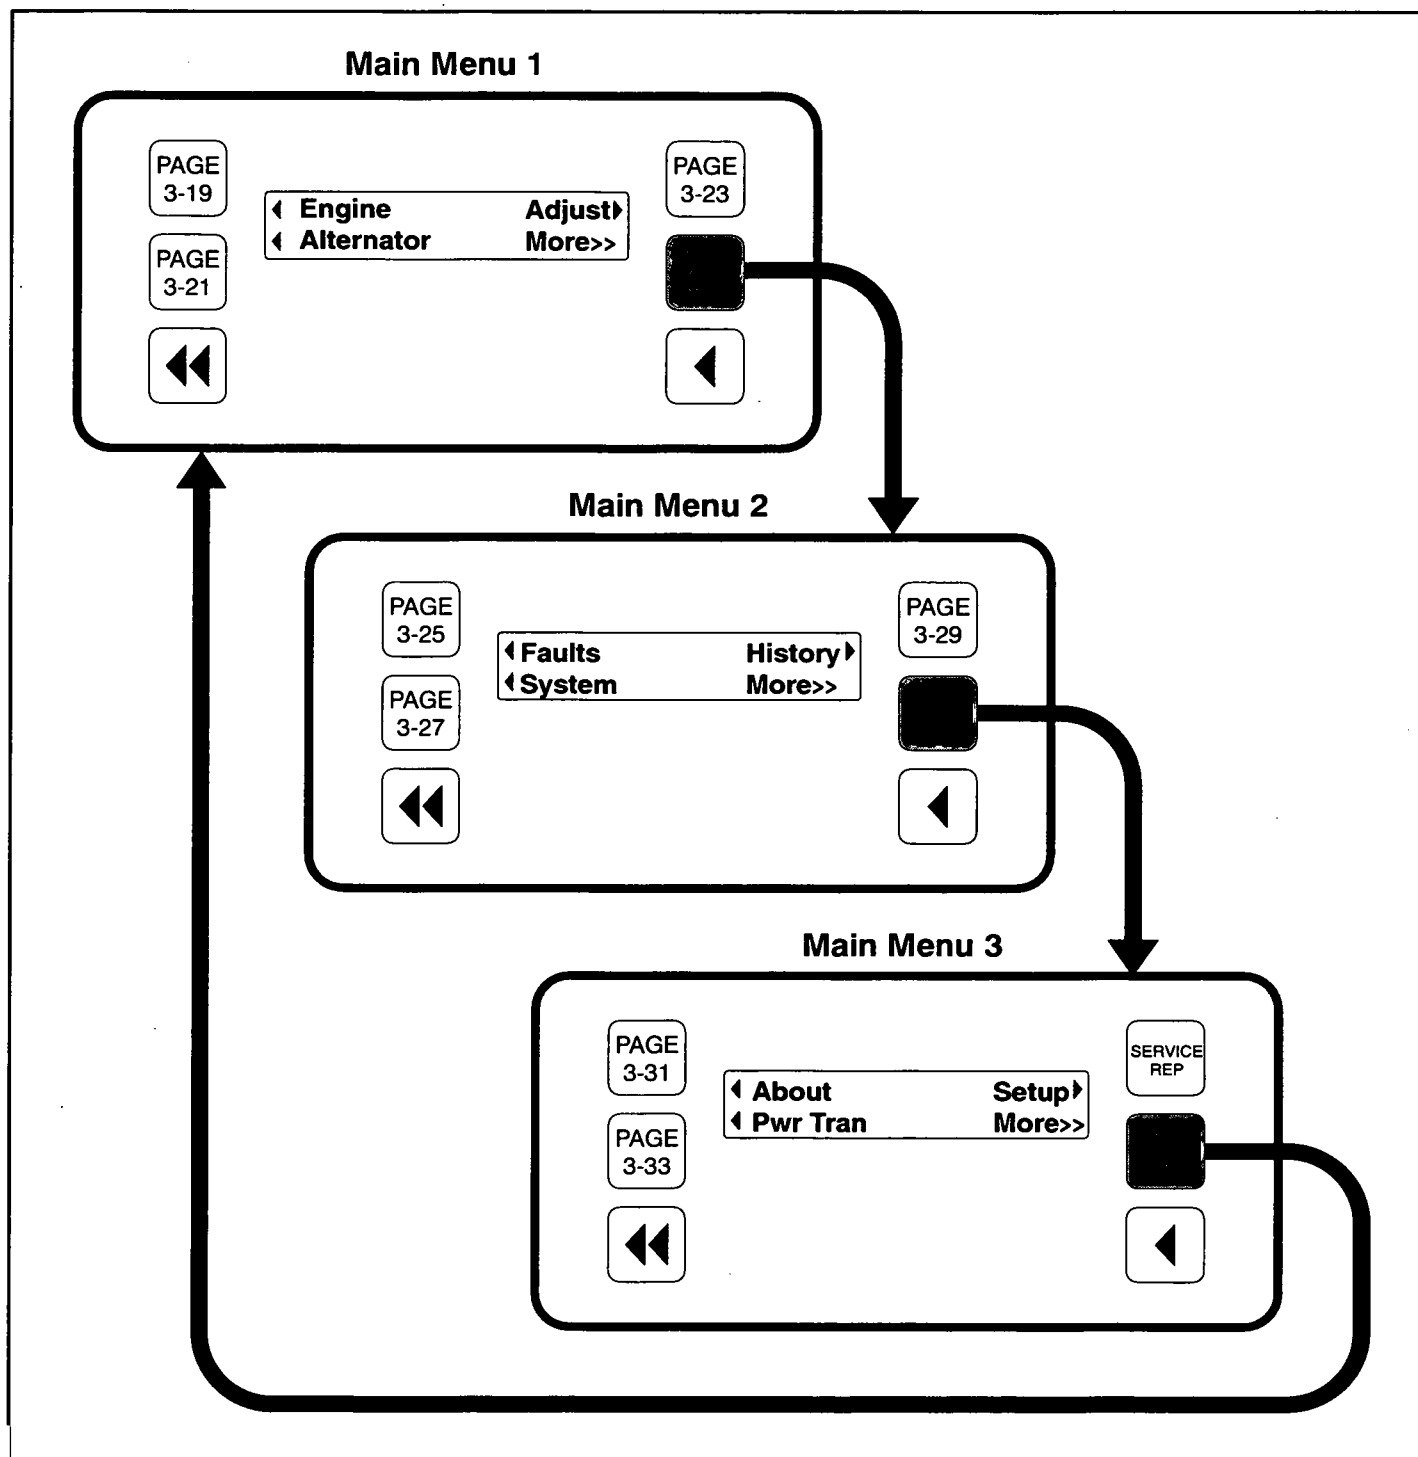 Main Menu 1
PAGE
3-19
PAGE
3-23
Engine Adjust
Alternator More>>
PAGE
3-21
Main Menu 2
PAGE
3-25
PAGE
3-29
Faults History
System More>>
PAGE
3-27
Main Menu 3
PAGE
3-31
SERVICE
REP
About Setup
Pwr Tran More>>
PAGE
3-33